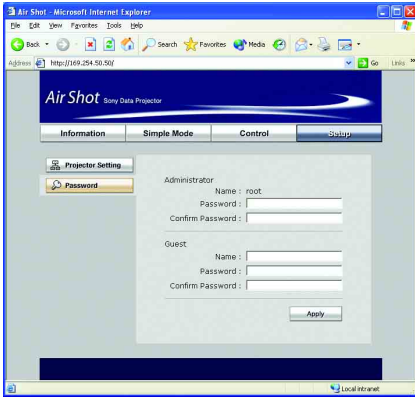 Air Shot - Microsoft Internet Explorer
File Edit View Favorites Tools Help
Back Search Favorites Media
Address http://169.254.50.50/ Go Links »
Air Shot Sony Data Projector
Information Simple Mode Control Setup
Projector Setting
Password
Administrator
Name : root
Password :
Confirm Password :
Guest
Name :
Password :
Confirm Password :
Apply
Local intranet